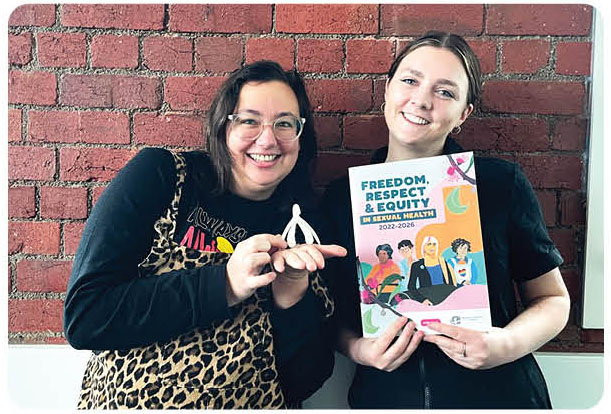 FREEDOM,
RESPECT
& EQUITY
IN SEXUAL HEALTH
2022-2026